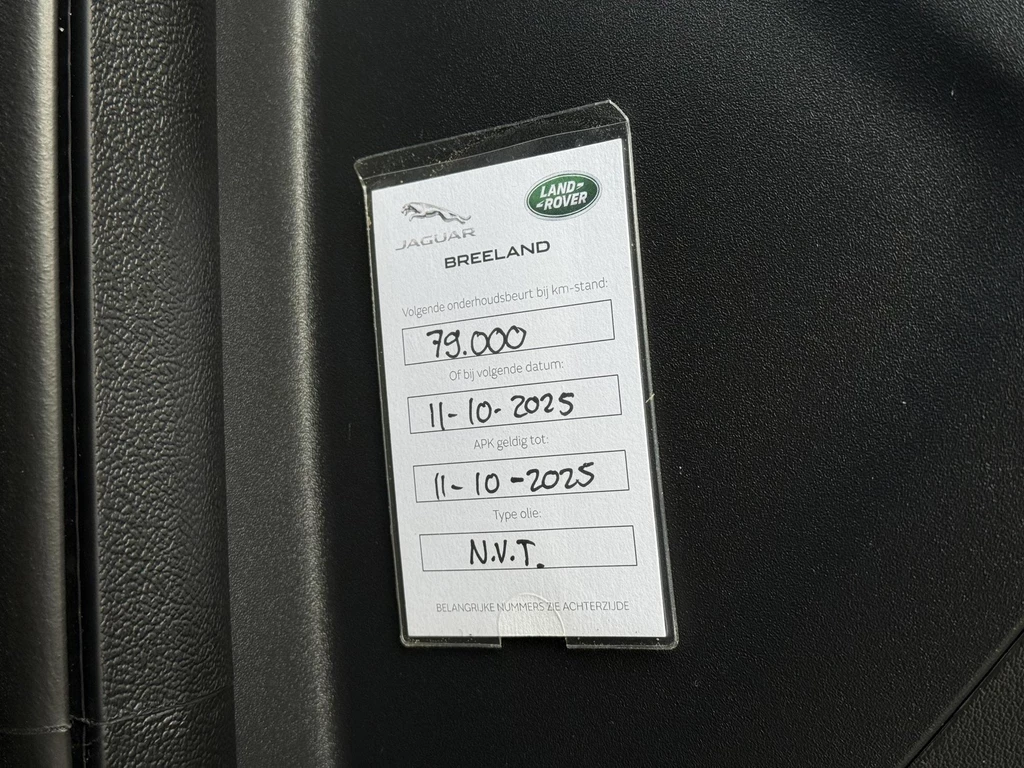 JAGUAR
LAND-
ROVER
BREELAND
Volgende onderhoudsbeurt bij km-stand:
79.000
Of bij volgende datum:
11-10-2025
APK geldig tot:
11-10-2025
Type olie:
N.V.T.
BELANGRIJKE NUMMERS ZIE ACHTERZIJDE